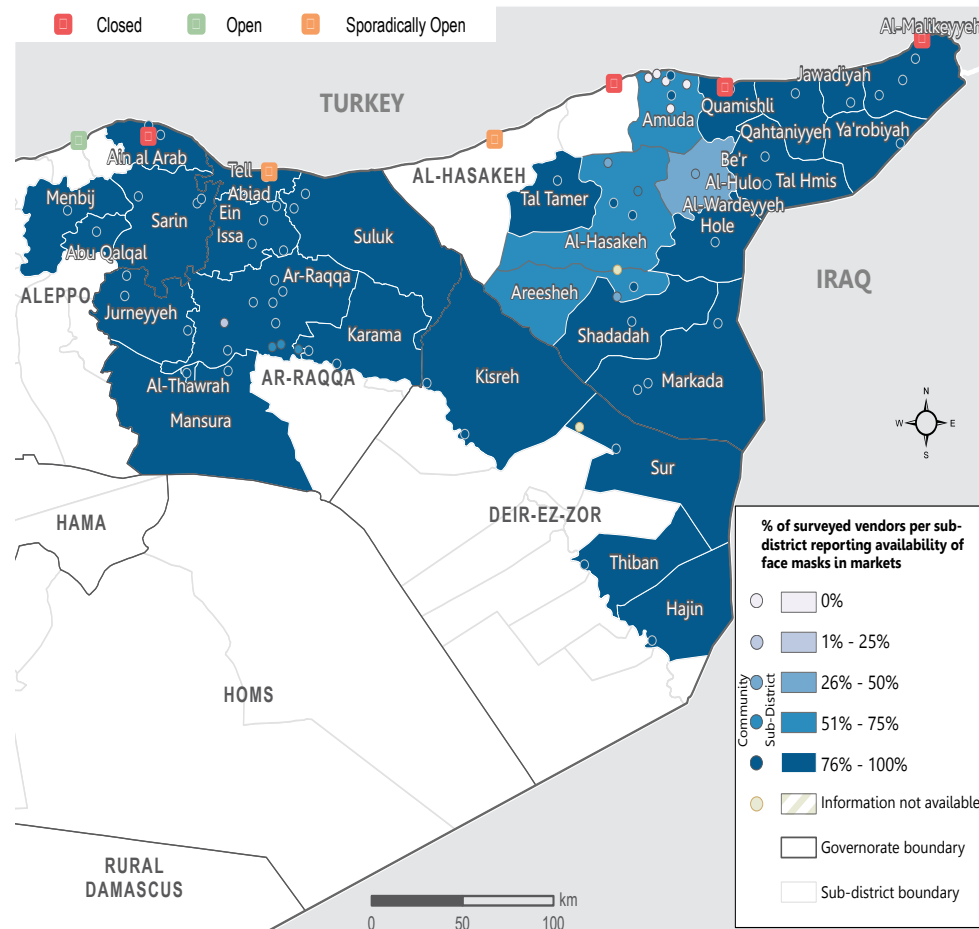 Closed
Open
Sporadically Open
Al-Malikeyyeh
TURKEY
Jawadiyah
Quamishli
Amuda
Qahtaniyyeh
Ya'robiyah
Ain al Arab
Tell
Abiad
AL-HASAKEH
Be'r
Al-Hulo
Al-Wardeyyeh
Tal Hmis
Menbij
Sarin
Ein
Issa
Suluk
Tal Tamer
Hole
Abu Qalqal
Al-Hasakeh
IRAQ
ALEPPO
Ar-Raqqa
Areesheh
Jurneyyeh
Karama
Shadadah
Al-Thawrah
AR-RAQQA
Kisreh
Markada
Mansura
N
W
E
S
Sur
HAMA
DEIR-EZ-ZOR
Thiban
Hajin
HOMS
RURAL
DAMASCUS
km
0
50
100
% of surveyed vendors per sub-
district reporting availability of
face masks in markets
Community
Sub-District
0%
1% - 25%
26% - 50%
51% - 75%
76% - 100%
Information not available
Governorate boundary
Sub-district boundary